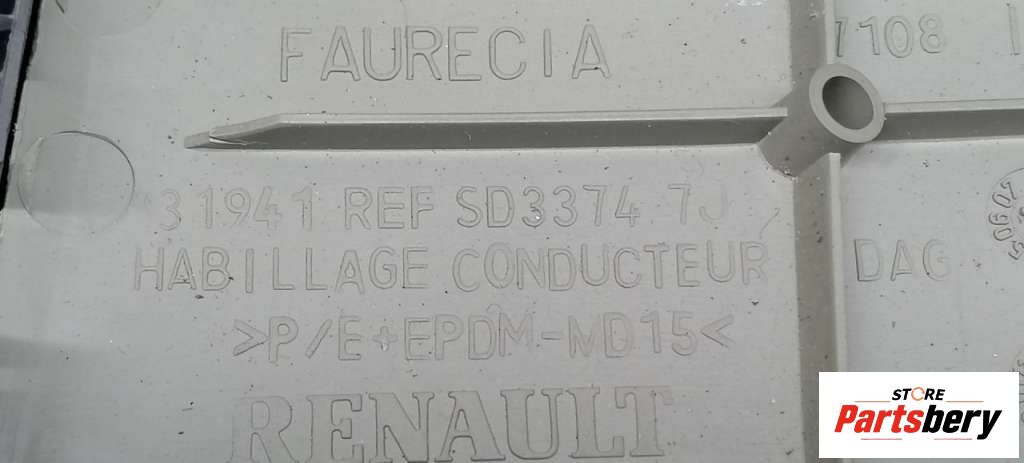 FAURECIA 7108
31941 REF SD3374 7J
HABILLAGE CONDUCTEUR DAG
>P/E+EPDM-MD15<
RENAULT
STORE
Partsbery